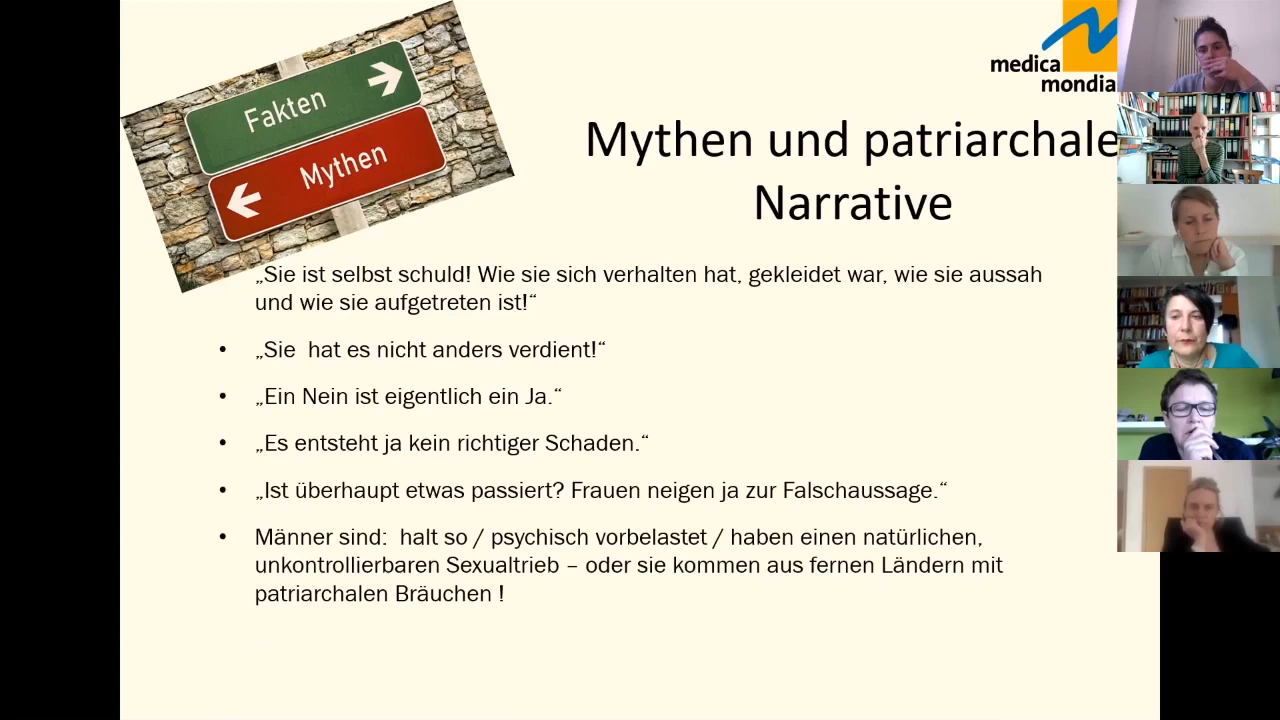 Fakten
Mythen
medica
mondia
Mythen und patriarchale
Narrative
„Sie ist selbst schuld! Wie sie sich verhalten hat, gekleidet war, wie sie aussah
und wie sie aufgetreten ist!“
• „Sie  hat es nicht anders verdient!“
• „Ein Nein ist eigentlich ein Ja.“
• „Es entsteht ja kein richtiger Schaden.“
• „Ist überhaupt etwas passiert? Frauen neigen ja zur Falschaussage.“
• Männer sind:  halt so / psychisch vorbelastet / haben einen natürlichen,
unkontrollierbaren Sexualtrieb – oder sie kommen aus fernen Ländern mit
patriarchalen Bräuchen !